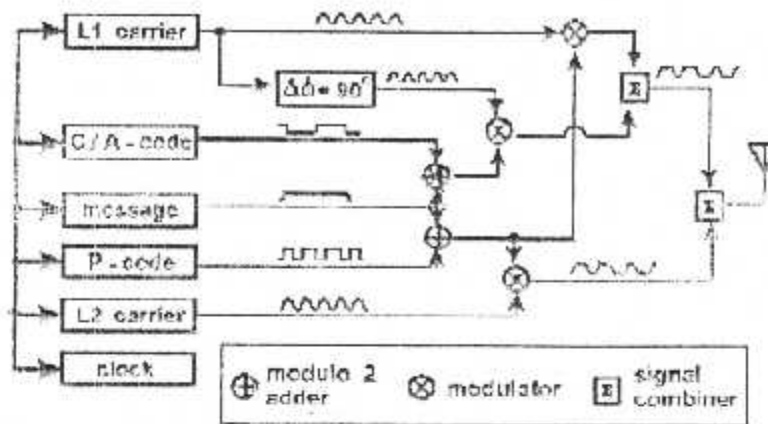 L1 carrier
Δϕ = 90°
C/A-code
Σ
message
Σ
P-code
L2 carrier
clock
modulo 2
adder
modulator
Σ
signal
combiner